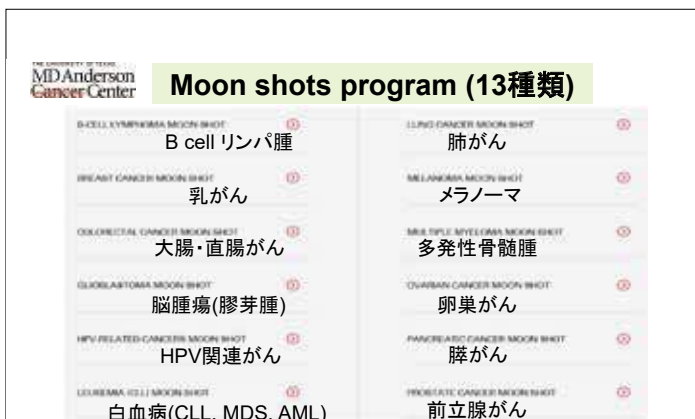 THE UNIVERSITY OF TEXAS
MDAnderson
Cancer Center
Moon shots program (13種類)
B-CELL LYMPHOMA MOON SHOT
B cell リンパ腫
BREAST CANCER MOON SHOT
乳がん
COLORECTAL CANCER MOON SHOT
大腸・直腸がん
GLIOBLASTOMA MOON SHOT
脳腫瘍(膠芽腫)
HPV-RELATED CANCERS MOON SHOT
HPV関連がん
LEUKEMIA (CLL) MOON SHOT
白血病(CLL, MDS, AML)
LUNG CANCER MOON SHOT
肺がん
MELANOMA MOON SHOT
メラノーマ
MULTIPLE MYELOMA MOON SHOT
多発性骨髄腫
OVARIAN CANCER MOON SHOT
卵巣がん
PANCREATIC CANCER MOON SHOT
膵がん
PROSTATE CANCER MOON SHOT
前立腺がん